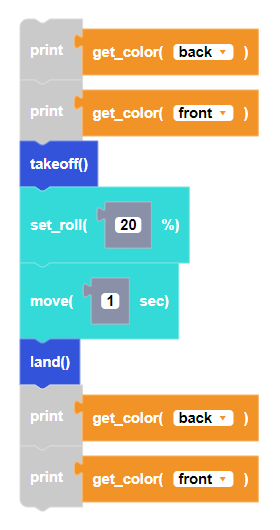 print get_color( back )
print get_color( front )
takeoff()
set_roll( 20 %)
move( 1 sec)
land()
print get_color( back )
print get_color( front )